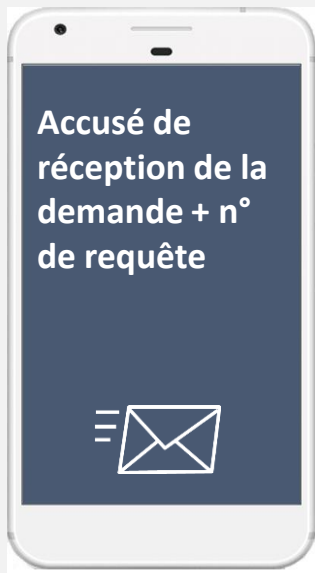 Accusé de
réception de la
demande + n°
de requête